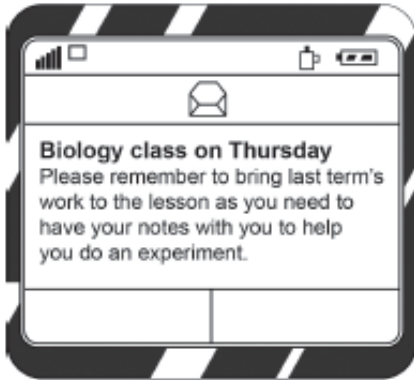 Biology class on Thursday
Please remember to bring last term's
work to the lesson as you need to
have your notes with you to help
you do an experiment.